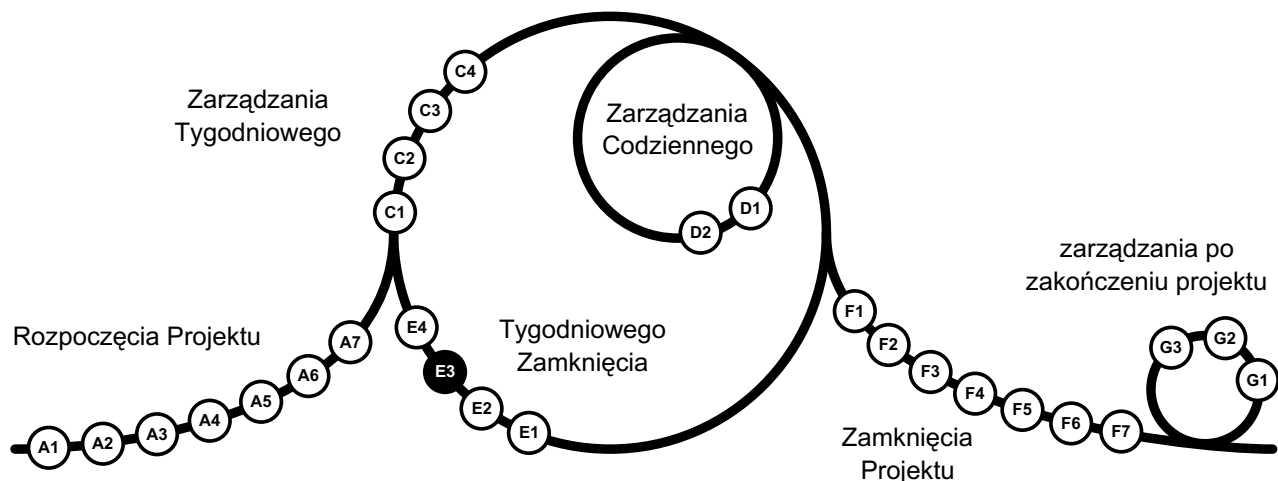 Rozpoczęcia Projektu
A1
A2
A3
A4
A5
A6
A7
Zarządzania
Tygodniowego
C1
C2
C3
C4
Zarządzania
Codziennego
D1
D2
Tygodniowego
Zamknięcia
E1
E2
E3
E4
Zamknięcia
Projektu
F1
F2
F3
F4
F5
F6
F7
zarządzania po
zakończeniu projektu
G1
G2
G3